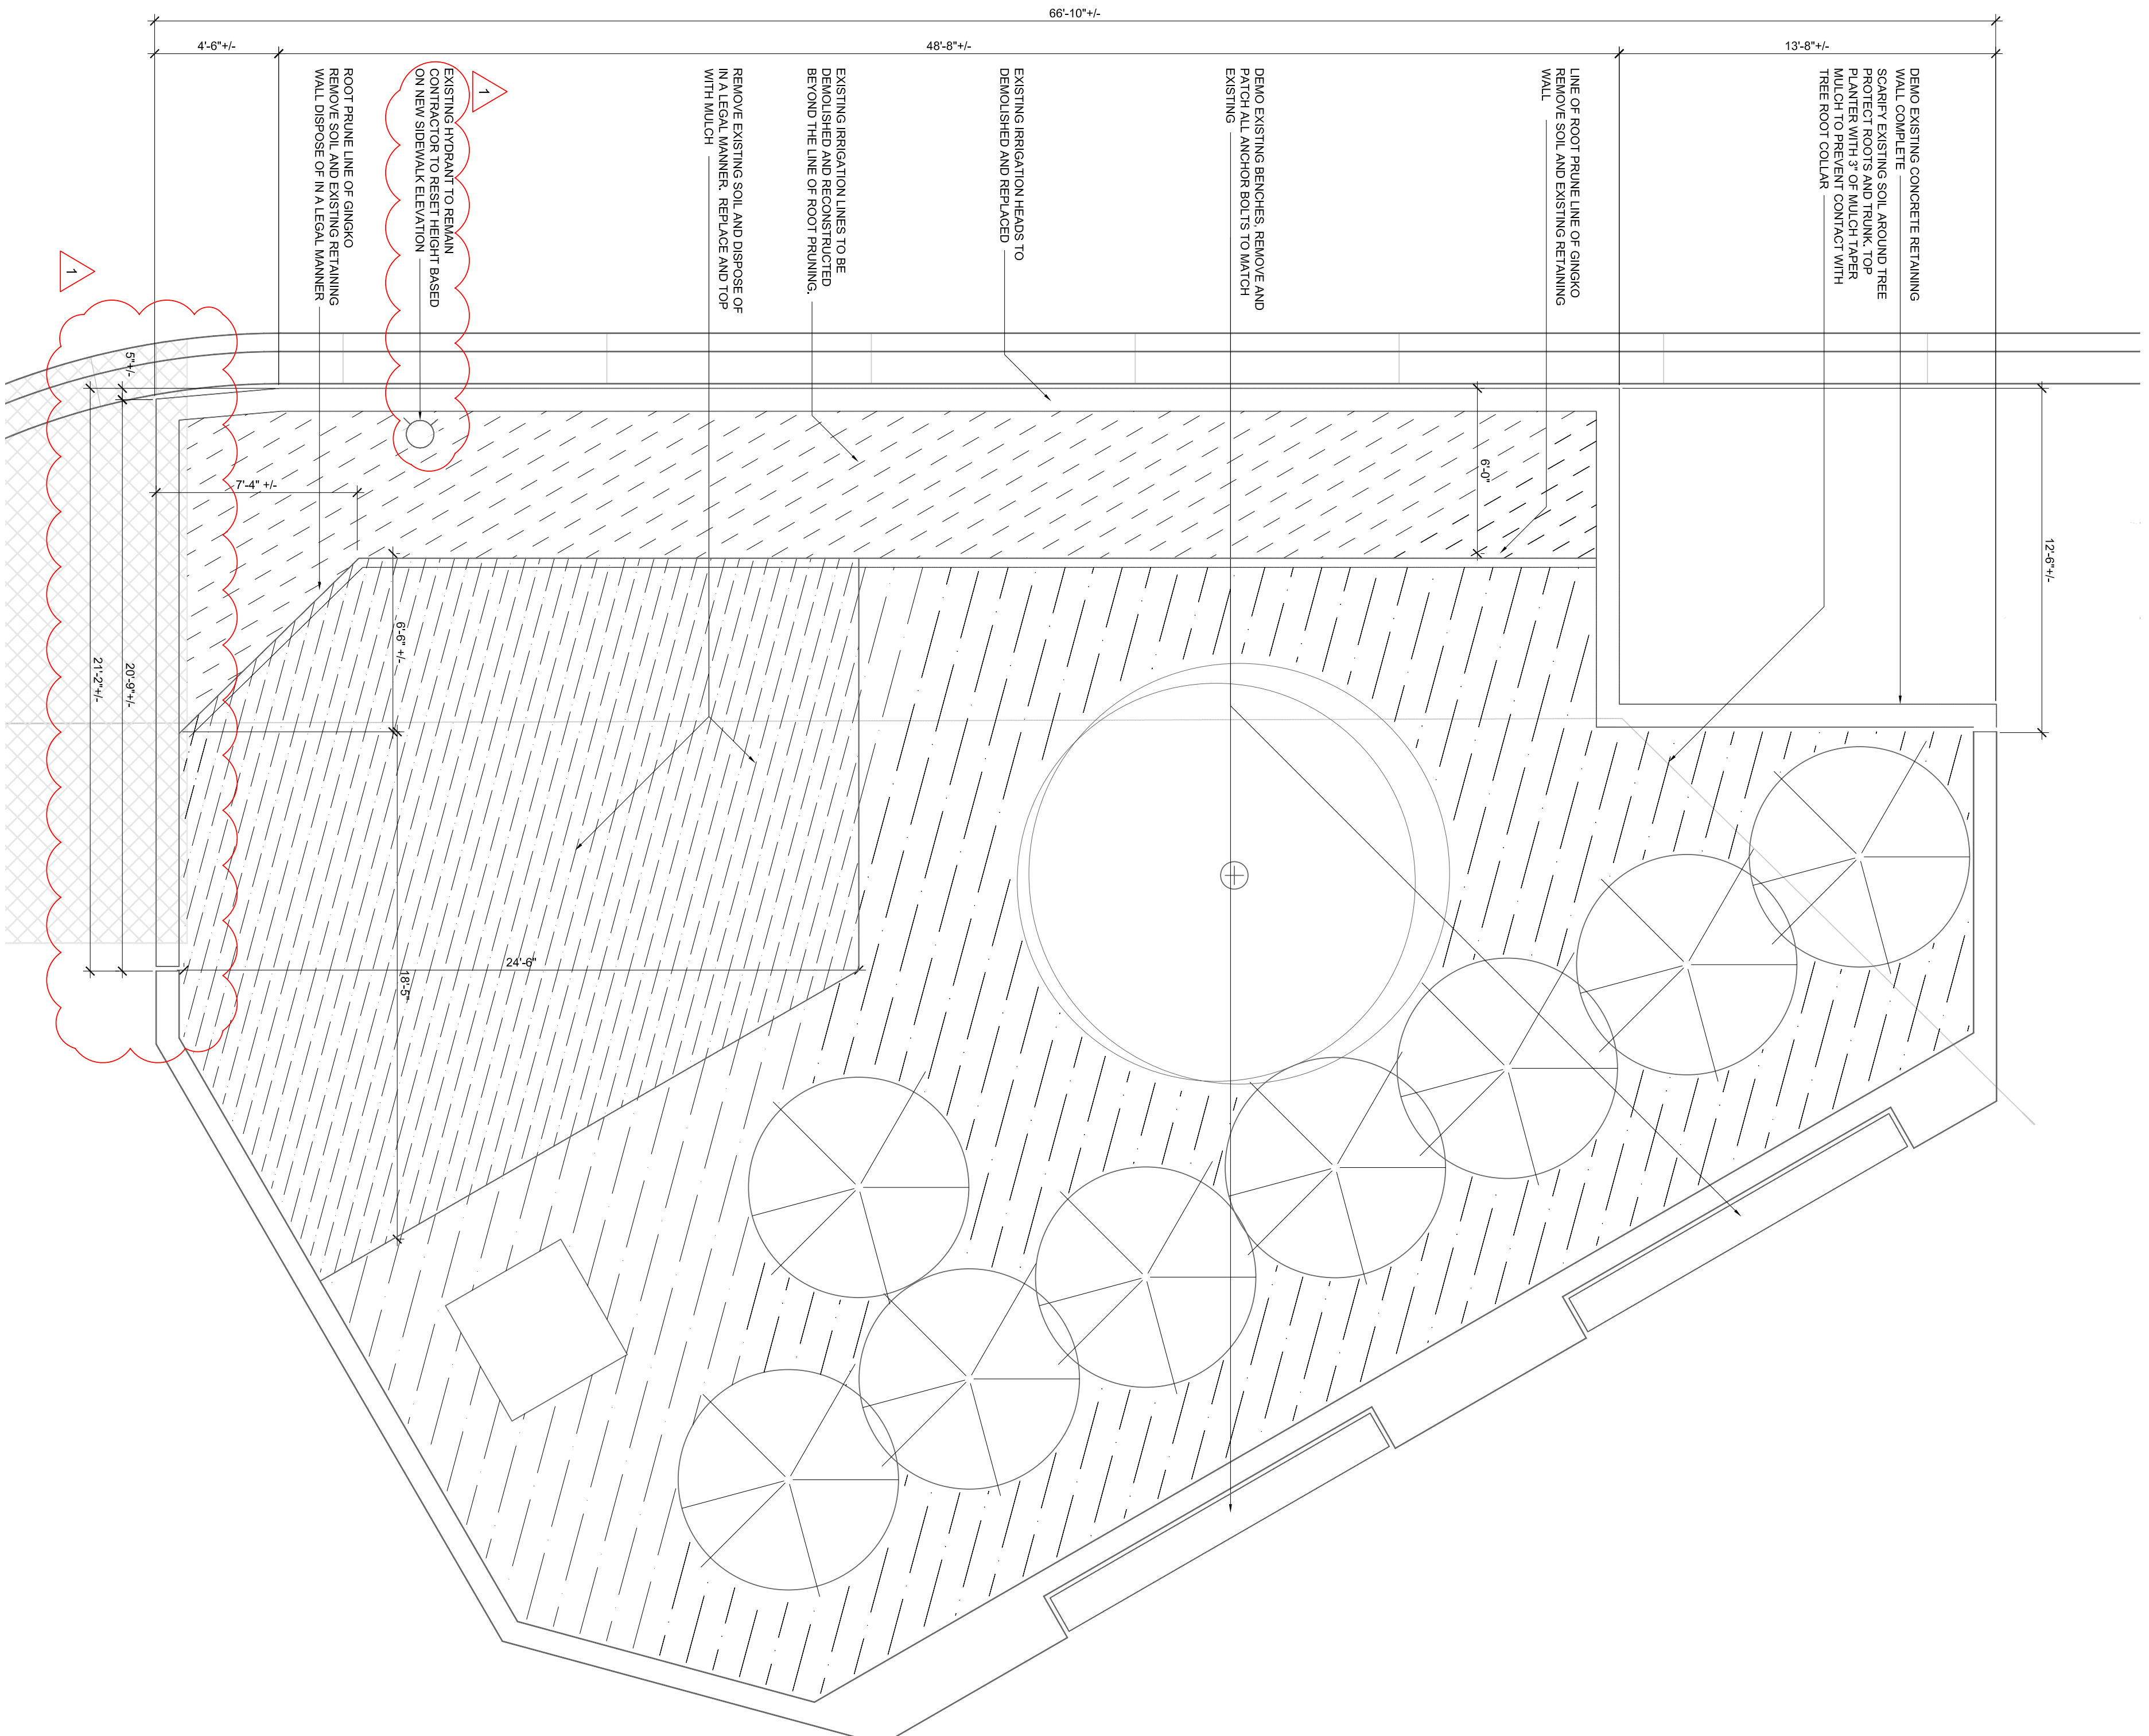 66'-10"+/-
4'-6"+/-
48'-8"+/-
13'-8"+/-
DEMO EXISTING CONCRETE RETAINING
WALL COMPLETE
SCARIFY EXISTING SOIL AROUND TREE
PROTECT ROOTS AND TRUNK. TOP
PLANTER WITH 3" OF MULCH TAPER
MULCH TO PREVENT CONTACT WITH
TREE ROOT COLLAR
LINE OF ROOT PRUNE LINE OF GINGKO
REMOVE SOIL AND EXISTING RETAINING
WALL
DEMO EXISTING BENCHES, REMOVE AND
PATCH ALL ANCHOR BOLTS TO MATCH
EXISTING
EXISTING IRRIGATION HEADS TO
DEMOLISHED AND REPLACED
EXISTING IRRIGATION LINES TO BE
DEMOLISHED AND RECONSTRUCTED
BEYOND THE LINE OF ROOT PRUNING.
REMOVE EXISTING SOIL AND DISPOSE OF
IN A LEGAL MANNER. REPLACE AND TOP
WITH MULCH
1
EXISTING HYDRANT TO REMAIN
CONTRACTOR TO RESET HEIGHT BASED
ON NEW SIDEWALK ELEVATION
ROOT PRUNE LINE OF GINGKO
REMOVE SOIL AND EXISTING RETAINING
WALL DISPOSE OF IN A LEGAL MANNER
1
5"+/-
7'-4" +/-
6'-0"
12'-6"+/-
6'-6" +/-
20'-9"+/-
21'-2"+/-
24'-6"
18'-5"